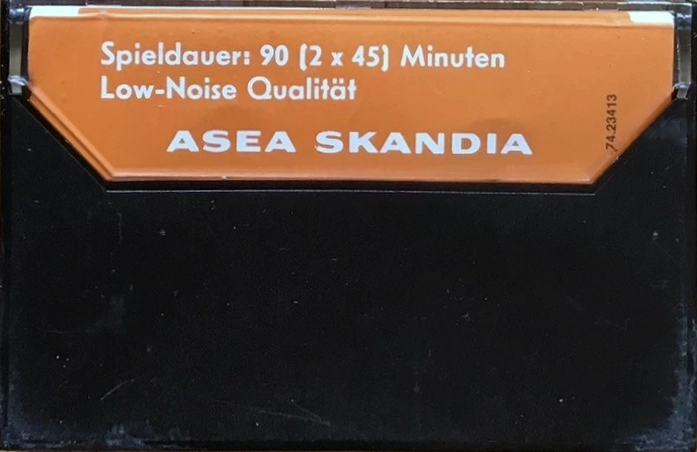 Spieldauer: 90 (2 x 45) Minuten
Low-Noise Qualität
ASEA SKANDIA
74.23413